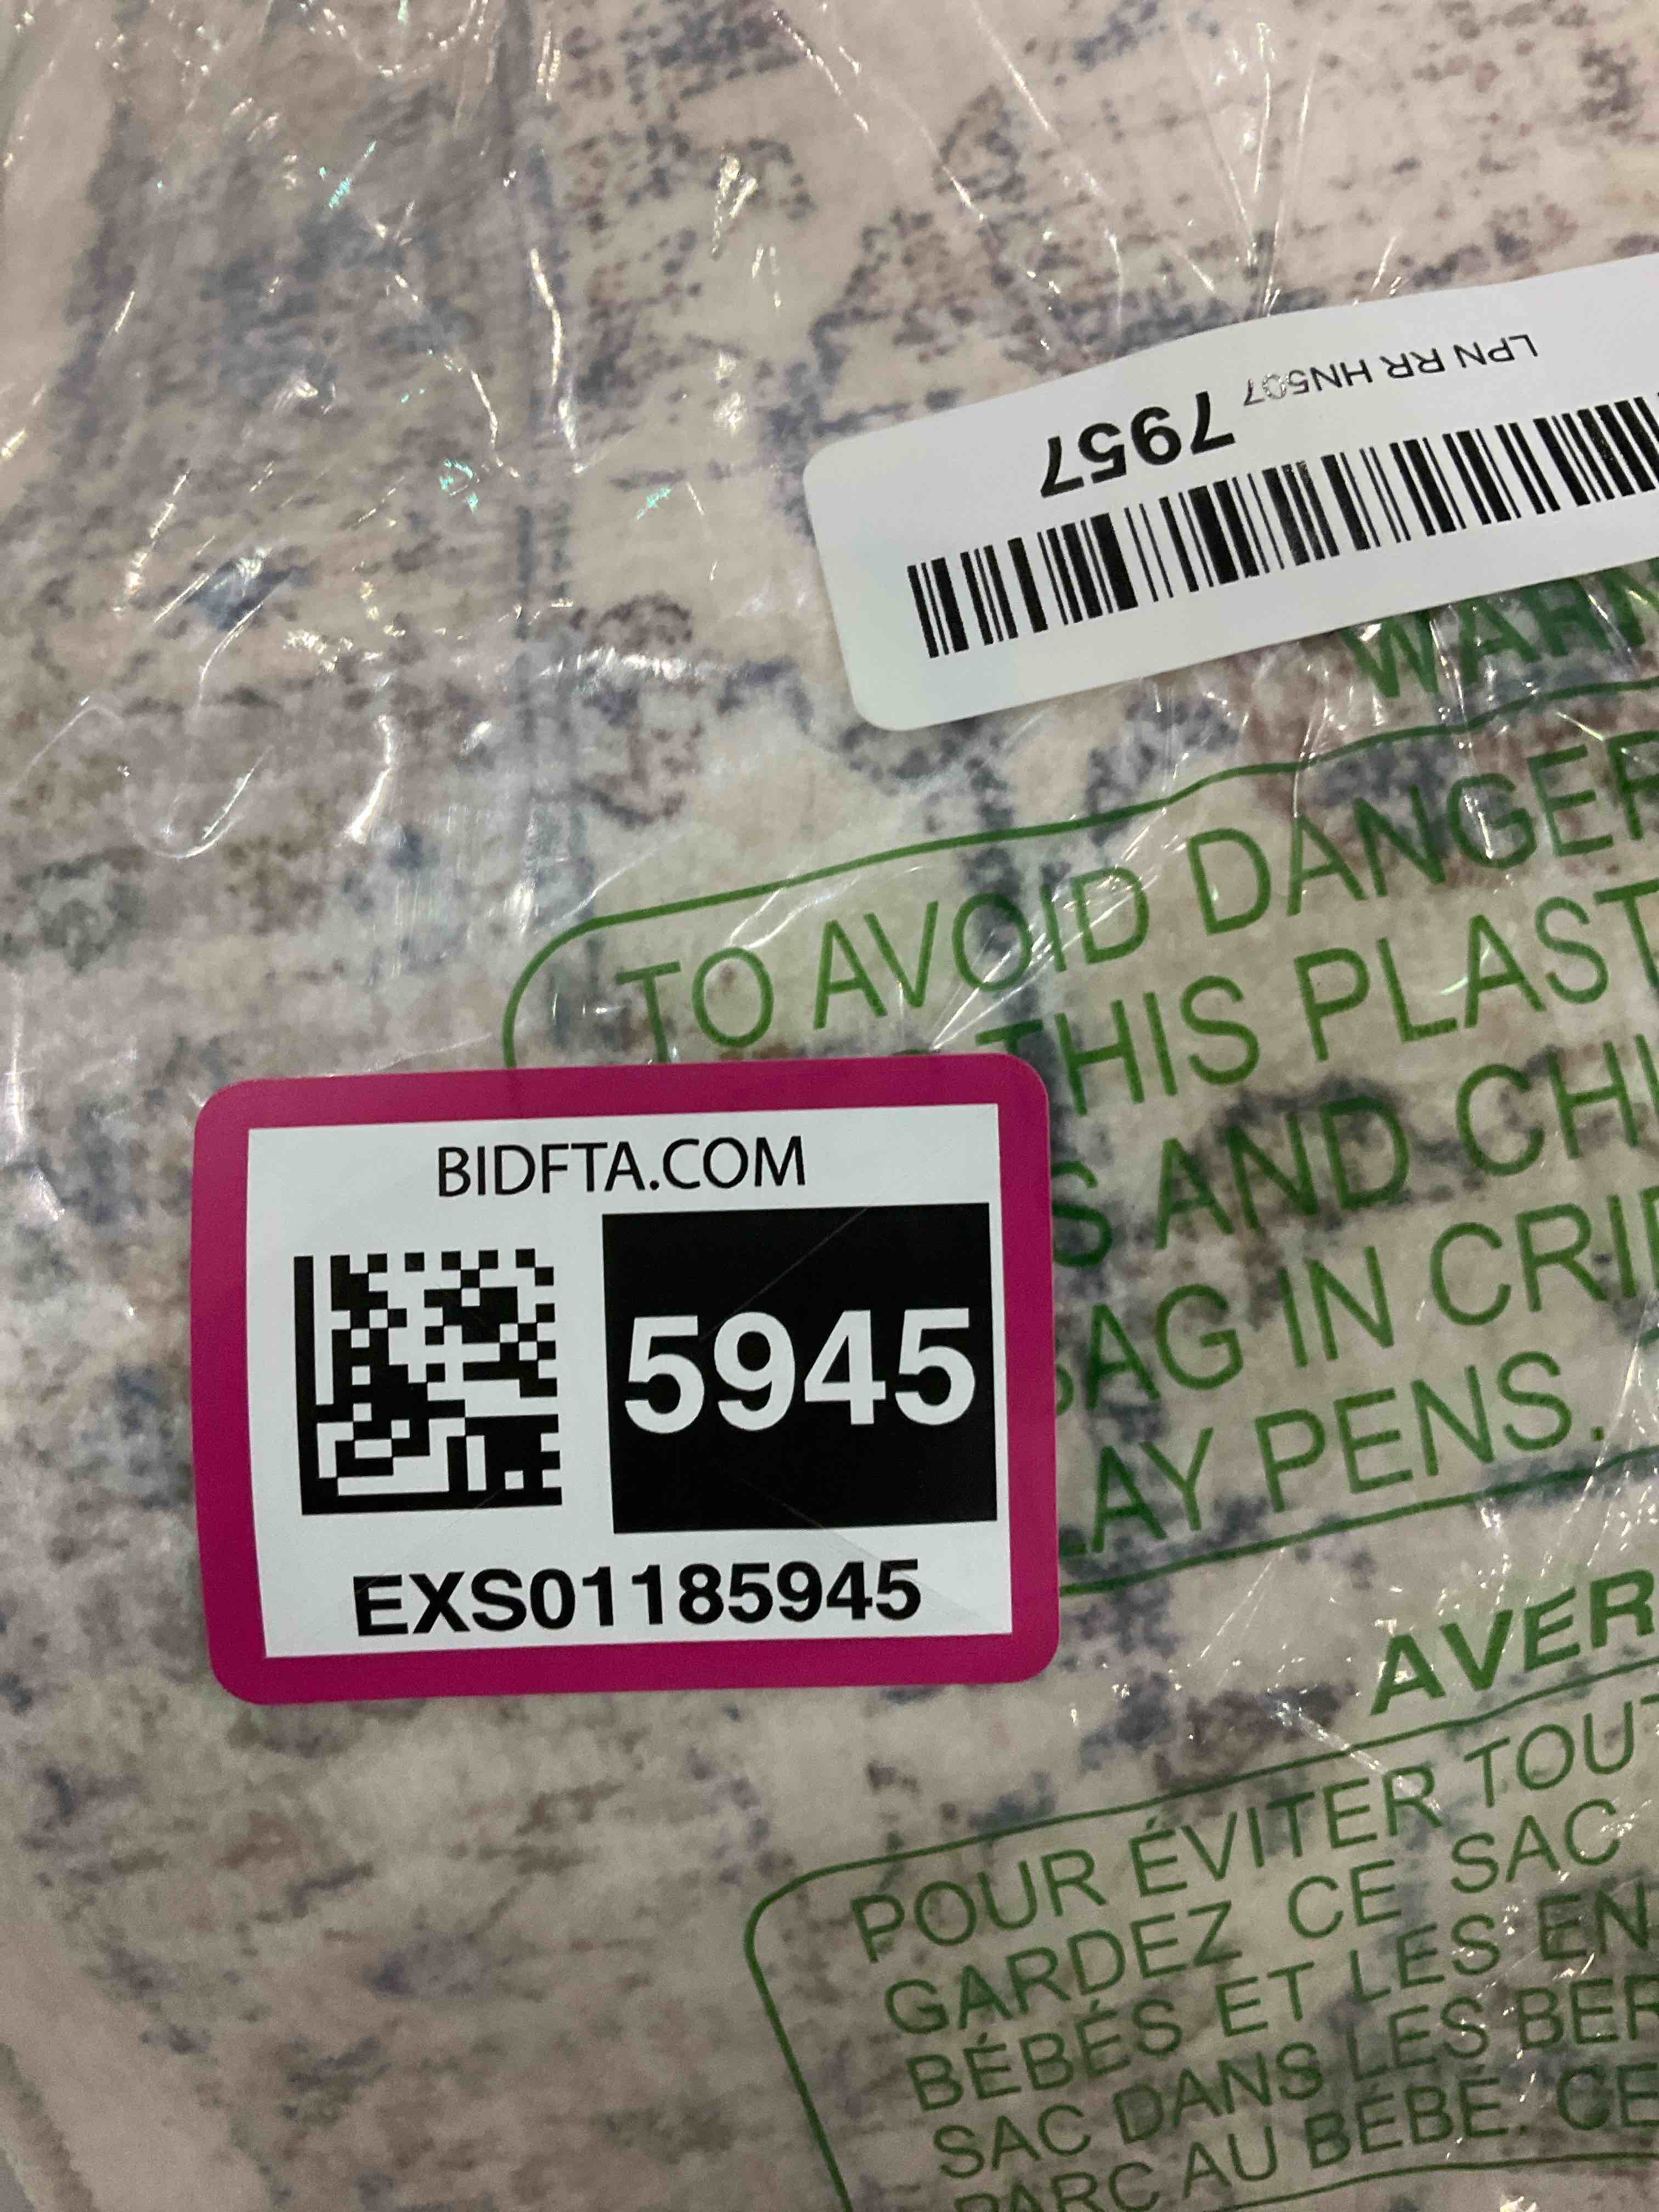 LPN RR HN507 7957
WARN
TO AVOID DANGER
THIS PLAST
S AND CHI
AG IN CRI
LAY PENS.
BIDFTA.COM
5945
EXS01185945
AVER
POUR ÉVITER TOUT
GARDEZ CE SAC
BÉBÉS ET LES EN
SAC DANS LES BER
PARC AU BÉBÉ. CE